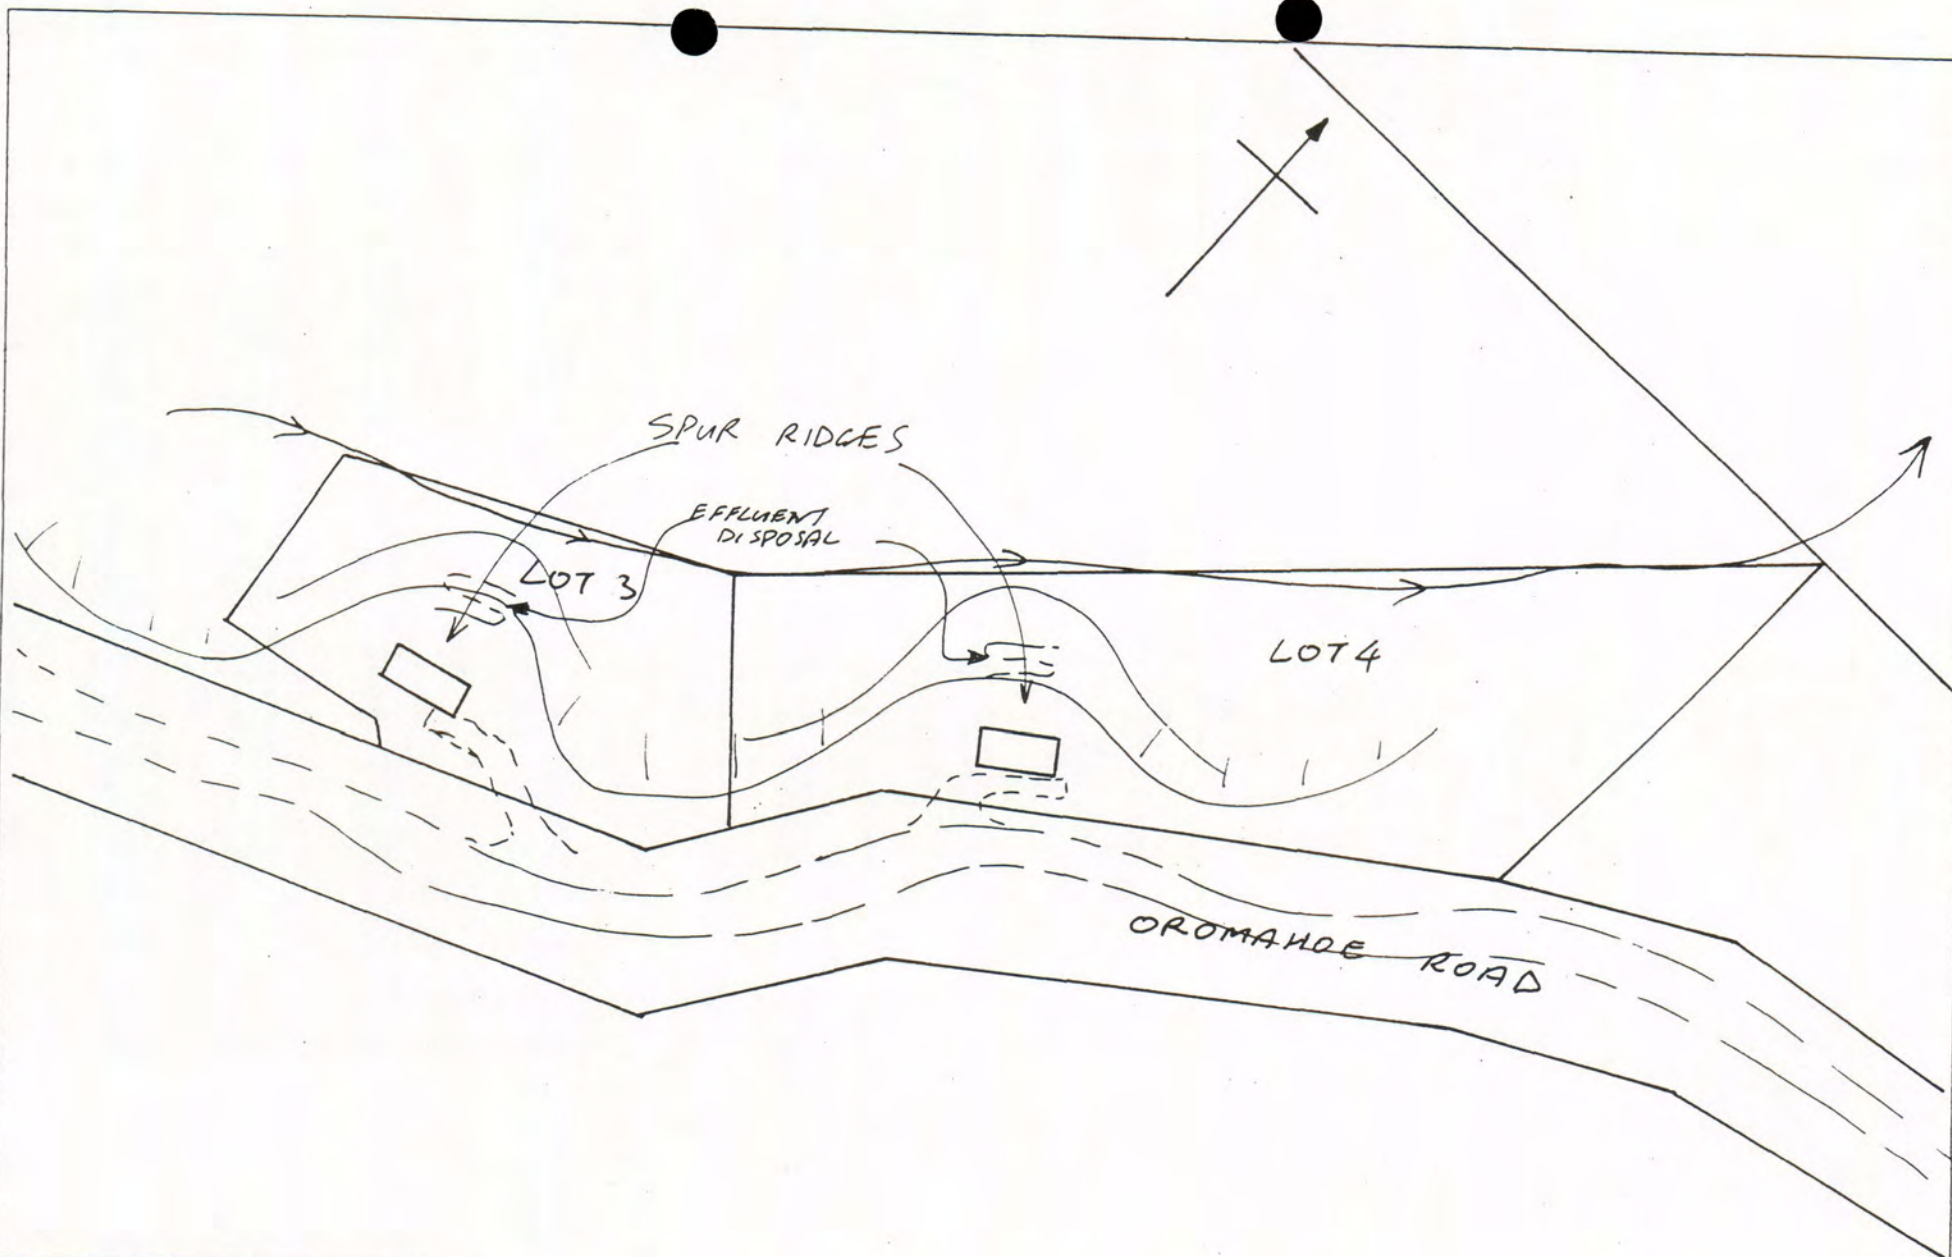 SPUR RIDGES
EFFLUENT
DISPOSAL
LOT 3
LOT 4
OROMAHOE ROAD